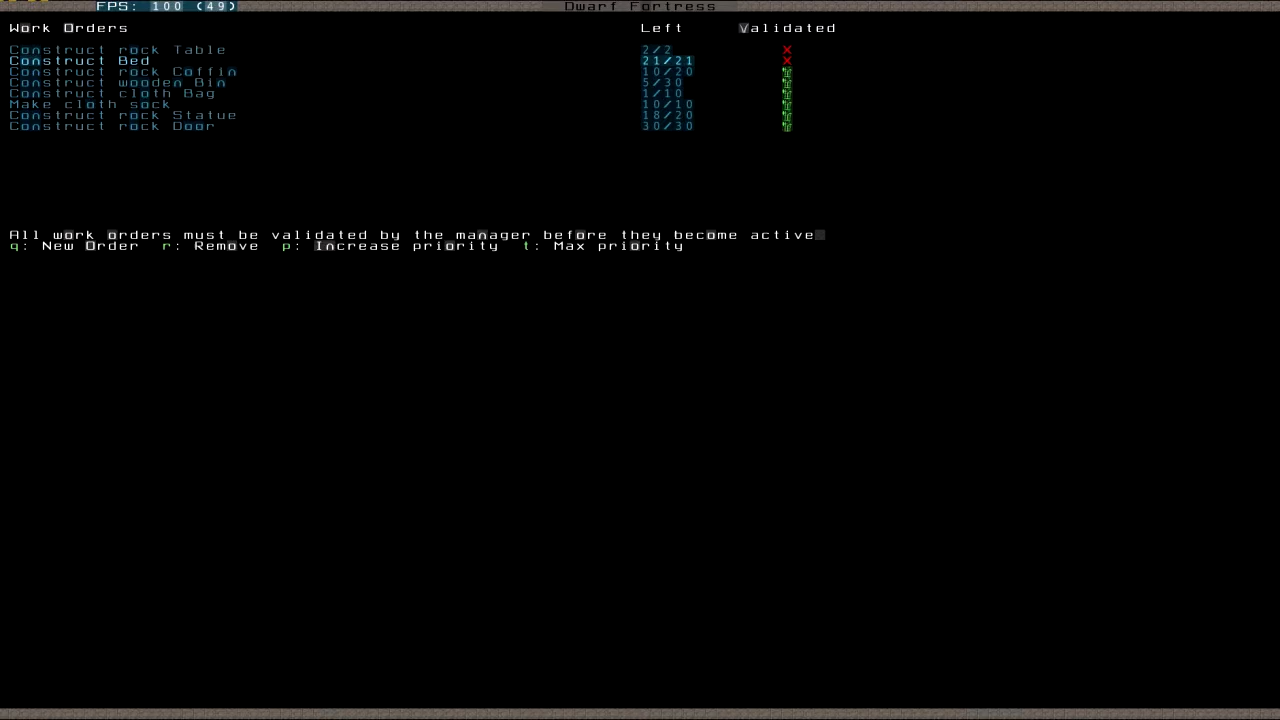 FPS: 100 (49) Dwarf Fortress
Work Orders Left Validated
Construct rock Table 2/2
Construct Bed 21/21
Construct rock Coffin 10/20
Construct wooden Bin 5/30
Construct cloth Bag 1/10
Make cloth sock 10/10
Construct rock Statue 18/20
Construct rock Door 30/30
All work orders must be validated by the manager before they become active
q: New Order r: Remove p: Increase priority t: Max priority